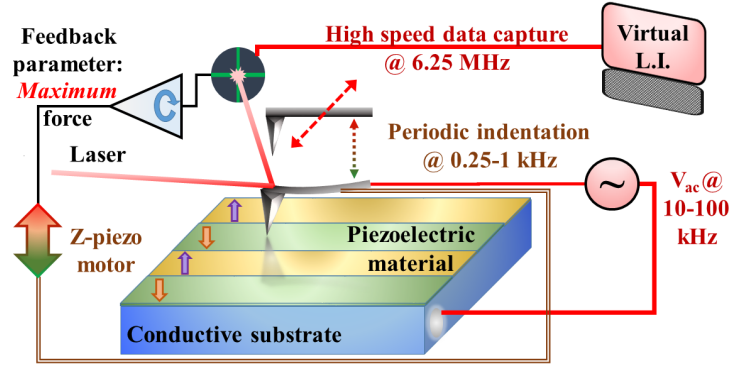 Feedback
parameter:
Maximum
force
High speed data capture
@ 6.25 MHz
Virtual
L.I.
Laser
Periodic indentation
@ 0.25-1 kHz
~
Vac@
10-100
kHz
Z-piezo
motor
Piezoelectric
material
Conductive substrate